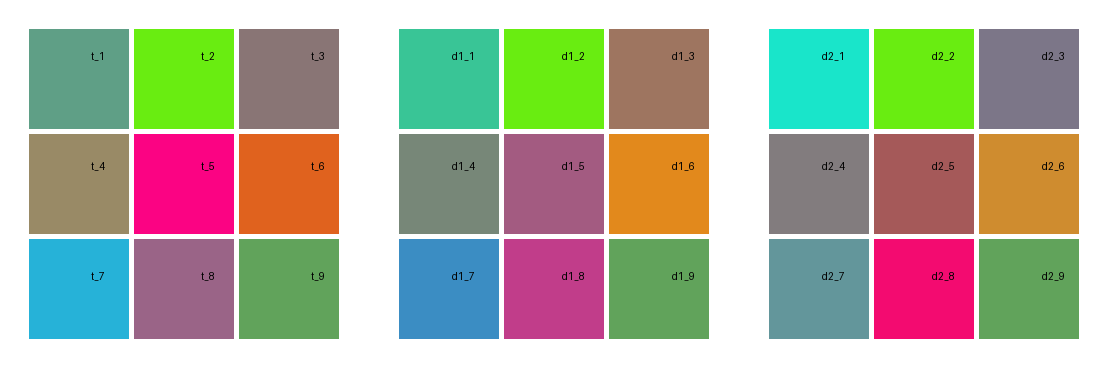 t_1 t_2 t_3 d1_1 d1_2 d1_3 d2_1 d2_2 d2_3
t_4 t_5 t_6 d1_4 d1_5 d1_6 d2_4 d2_5 d2_6
t_7 t_8 t_9 d1_7 d1_8 d1_9 d2_7 d2_8 d2_9